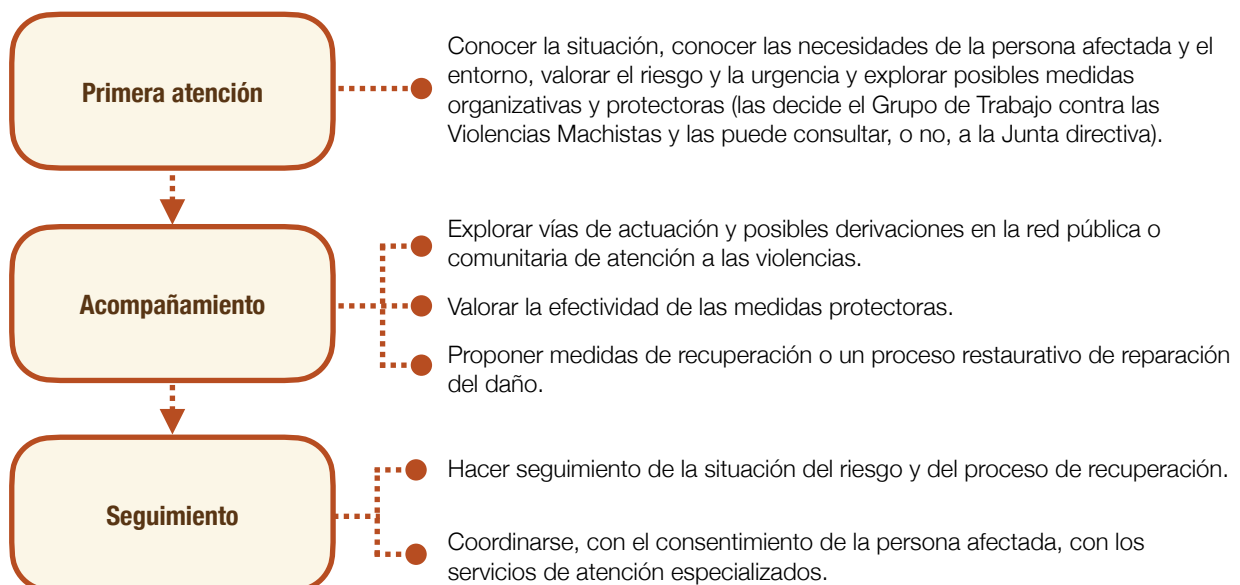 Primera atención
Conocer la situación, conocer las necesidades de la persona afectada y el
entorno, valorar el riesgo y la urgencia y explorar posibles medidas
organizativas y protectoras (las decide el Grupo de Trabajo contra las
Violencias Machistas y las puede consultar, o no, a la Junta directiva).
Acompañamiento
Explorar vías de actuación y posibles derivaciones en la red pública o
comunitaria de atención a las violencias.
Valorar la efectividad de las medidas protectoras.
Proponer medidas de recuperación o un proceso restaurativo de reparación
del daño.
Seguimiento
Hacer seguimiento de la situación del riesgo y del proceso de recuperación.
Coordinarse, con el consentimiento de la persona afectada, con los
servicios de atención especializados.